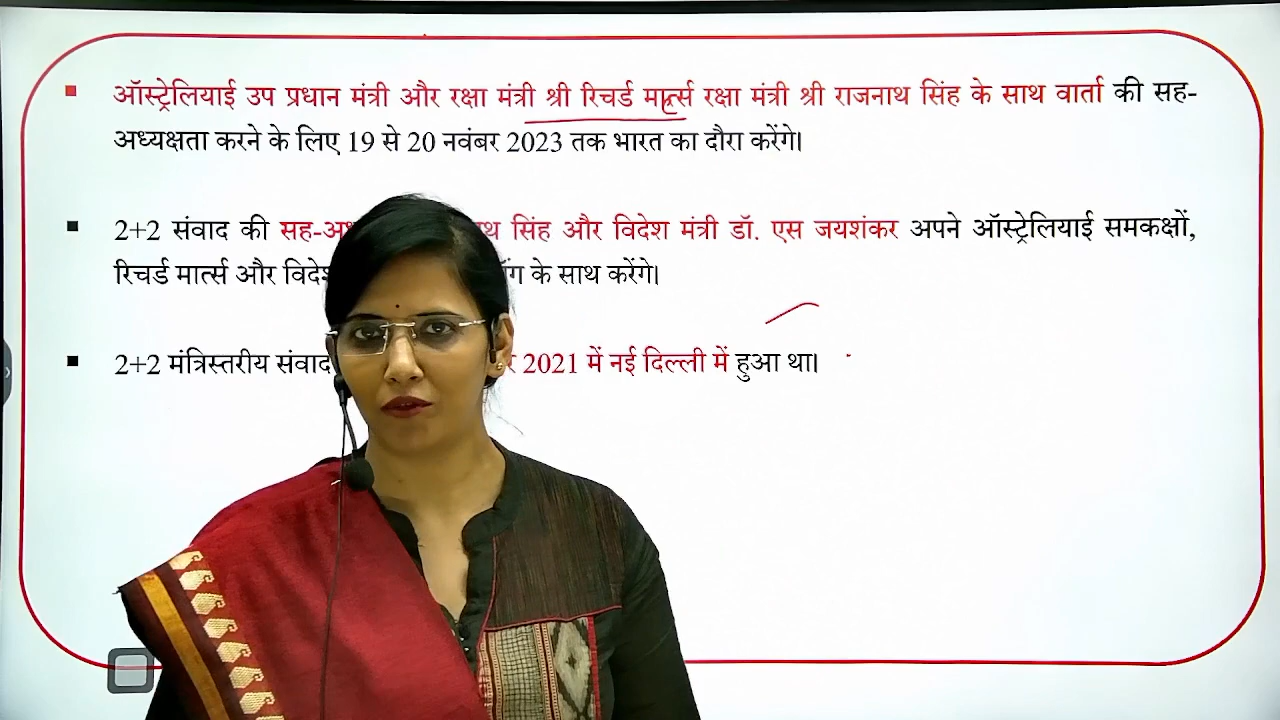 ऑस्ट्रेलियाई उप प्रधान मंत्री और रक्षा मंत्री श्री रिचर्ड मार्ल्स रक्षा मंत्री श्री राजनाथ सिंह के साथ वार्ता की सह-
अध्यक्षता करने के लिए 19 से 20 नवंबर 2023 तक भारत का दौरा करेंगे।
2+2 संवाद की सिंह और विदेश मंत्री डॉ. एस जयशंकर अपने ऑस्ट्रेलियाई समकक्षों,
रिचर्ड मार्ल्स और के साथ करेंगे।
2+2 मंत्रिस्तरीय संवाद 2021 में नई दिल्ली में हुआ था।